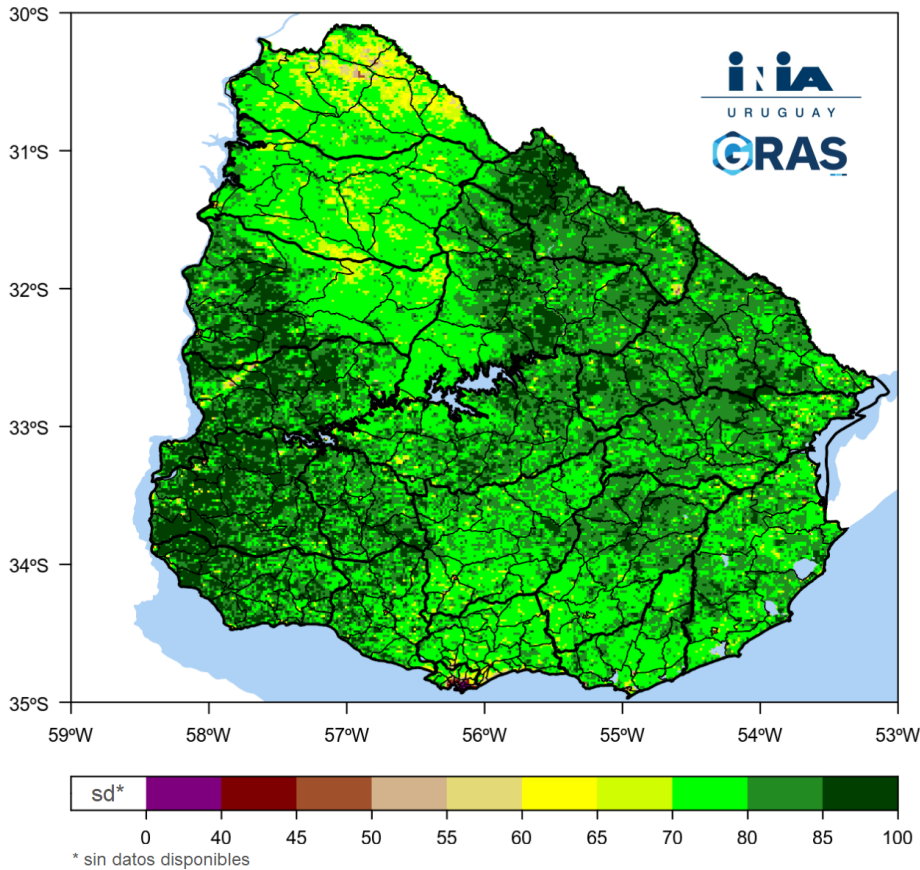 30ºS
31ºS
32ºS
33ºS
34ºS
35ºS
iNiA
URUGUAY
GRAS
59ºW 58ºW 57ºW 56ºW 55ºW 54ºW 53ºW
sd*
0 40 45 50 55 60 65 70 80 85 100
* sin datos disponibles